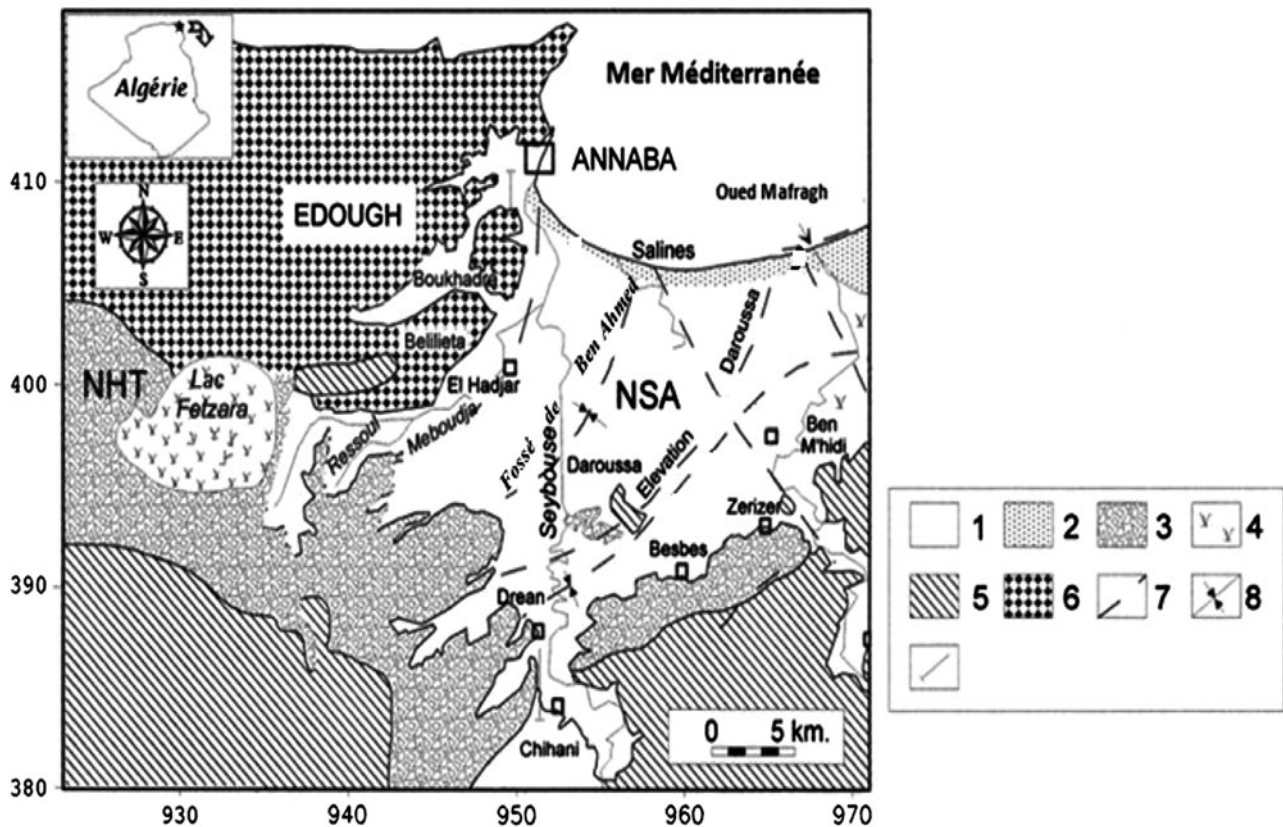 Algérie
Mer Méditerranée
ANNABA
410
N
W E
S
EDOUGH
Oued Mafragh
Salines
Boukhadra
Ben Ahmed
Daroussa
Belilieta
400
NHT
Lac
Fetzara
El Hadjar
NSA
Ressoul
Meboudja
Fossé
de
Seybouse
Daroussa
Elevation
Ben
M'hidi
Zerizer
Besbes
390
Drean
Chihani
0 5 km.
380
930 940 950 960 970
1 2 3 4
5 6 7 8